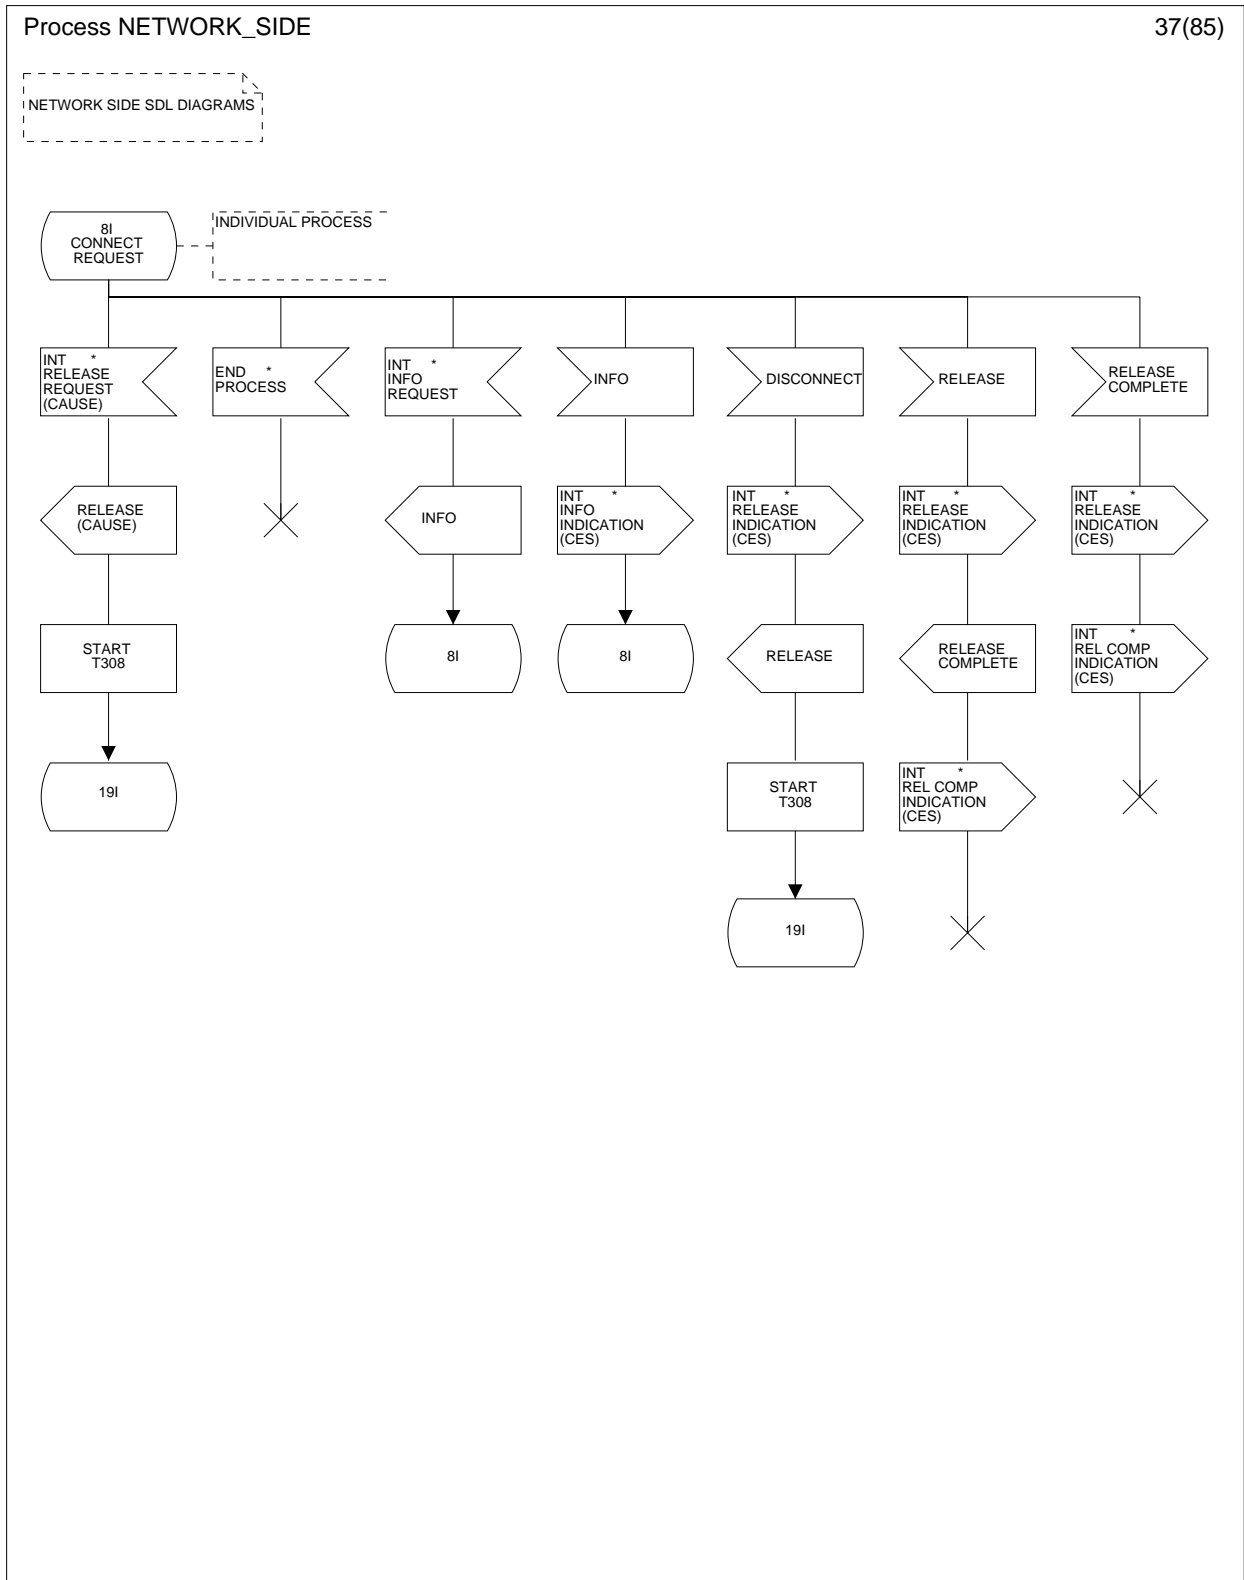 Process NETWORK_SIDE
37(85)
NETWORK SIDE SDL DIAGRAMS
8I
CONNECT
REQUEST
INDIVIDUAL PROCESS
INT *
RELEASE
REQUEST
(CAUSE)
END *
PROCESS
INT *
INFO
REQUEST
INFO
DISCONNECT
RELEASE
RELEASE
COMPLETE
RELEASE
(CAUSE)
INFO
INT *
INFO
INDICATION
(CES)
INT *
RELEASE
INDICATION
(CES)
INT *
RELEASE
INDICATION
(CES)
INT *
RELEASE
INDICATION
(CES)
START
T308
8I
8I
RELEASE
RELEASE
COMPLETE
INT *
REL COMP
INDICATION
(CES)
19I
START
T308
INT *
REL COMP
INDICATION
(CES)
19I